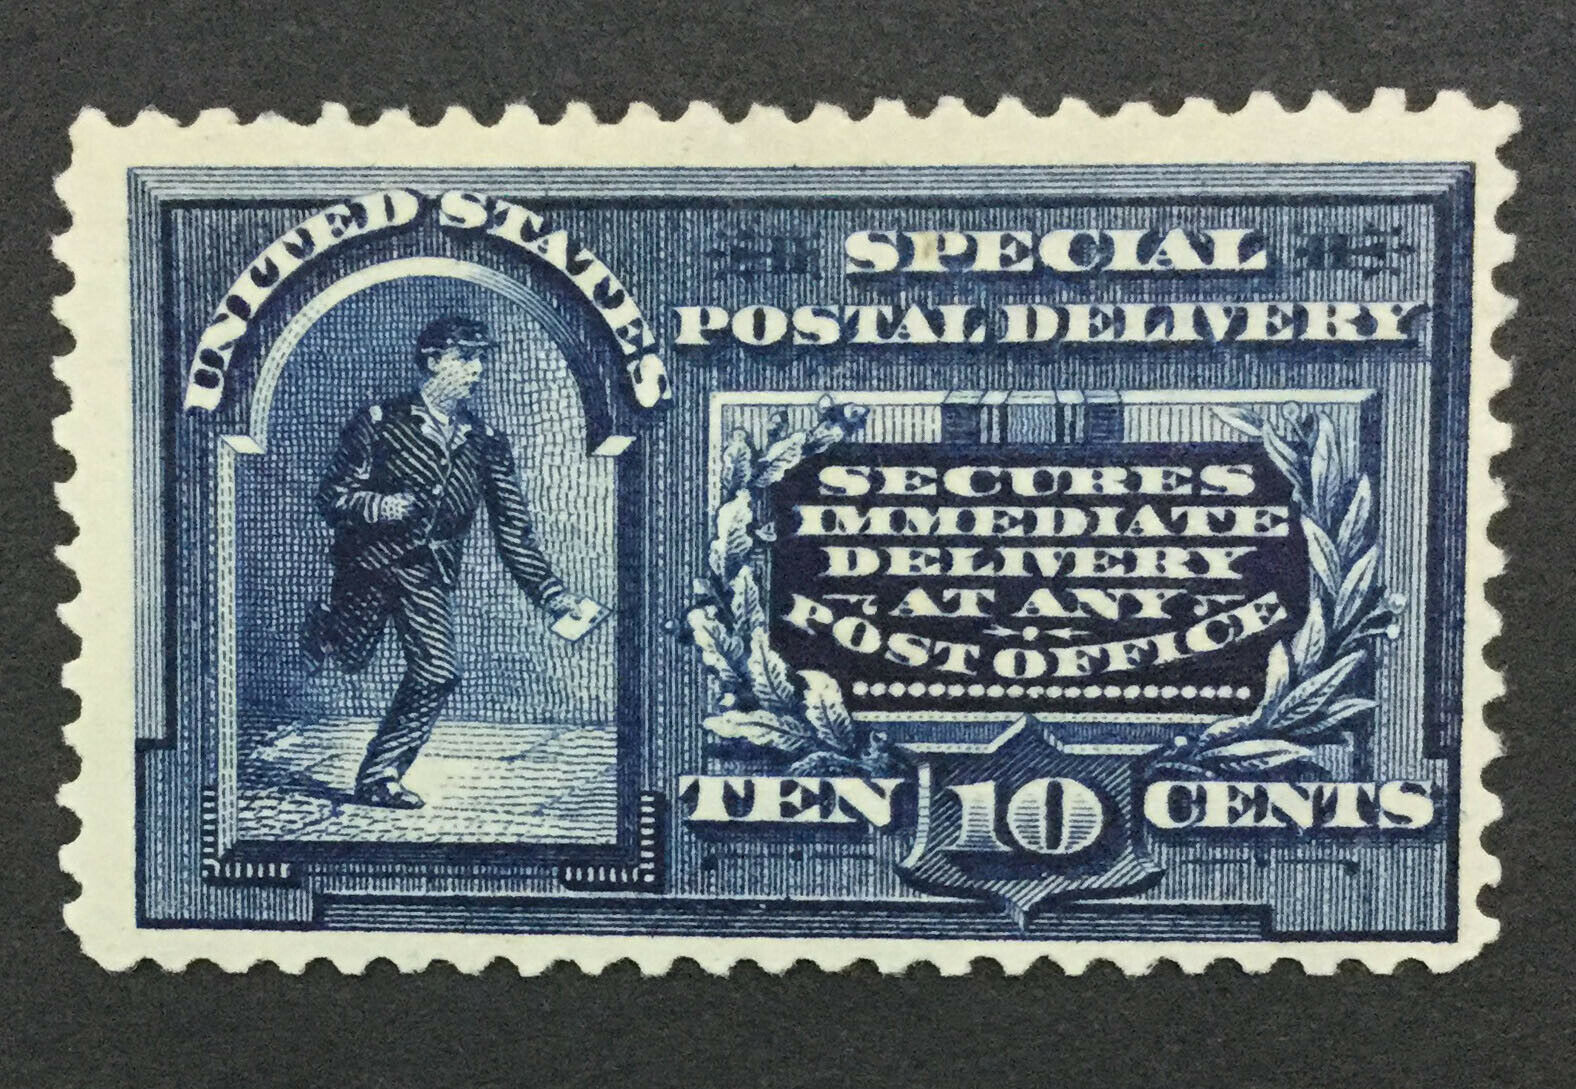 UNITED STATES
SPECIAL
POSTAL DELIVERY
SECURES
IMMEDIATE
DELIVERY
AT ANY
POST OFFICE
TEN 10 CENTS